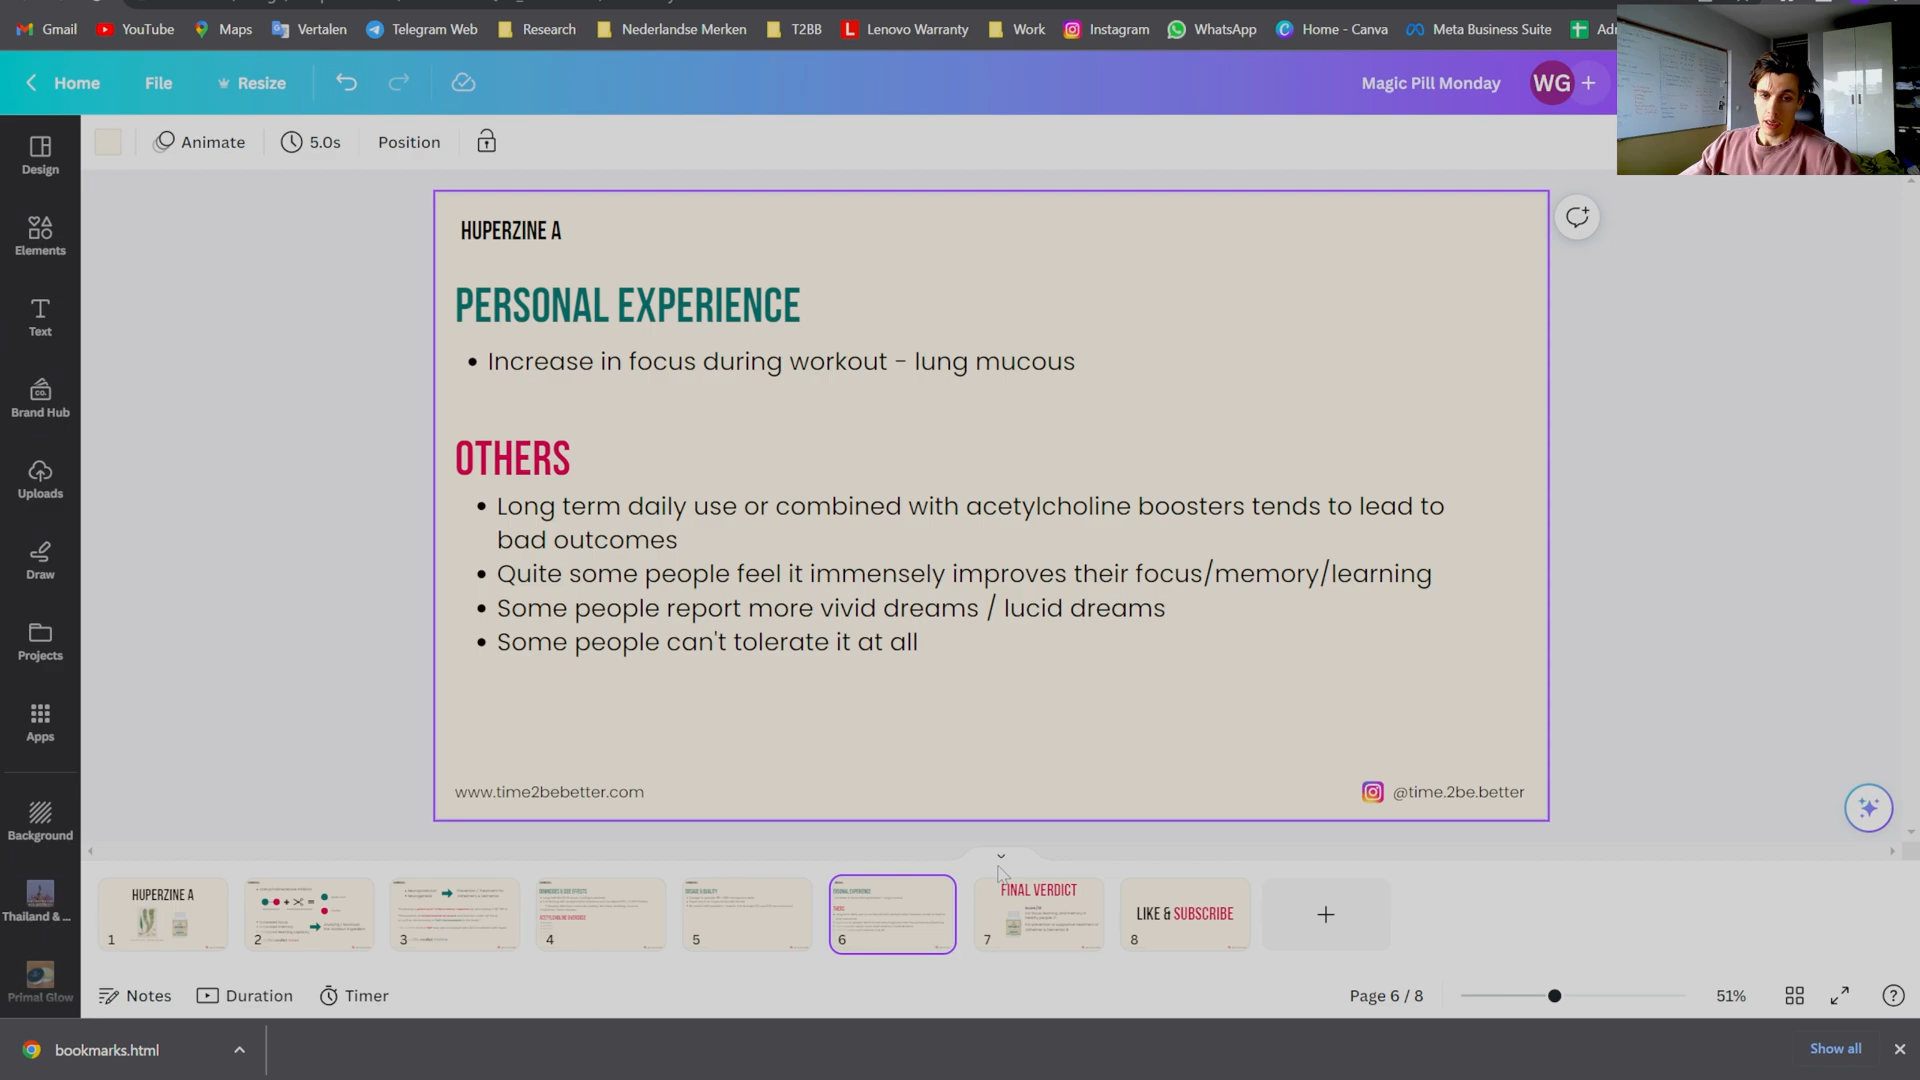 Gmail
YouTube
Maps
Vertalen
Telegram Web
Research
Nederlandse Merken
T2BB
Lenovo Warranty
Work
Instagram
WhatsApp
Home - Canva
Meta Business Suite
Home
File
Resize
Magic Pill Monday
WG
Animate
5.0s
Position
Design
Elements
Text
Brand Hub
Uploads
Draw
Projects
Apps
Background
Thailand & ...
Primal Glow
HUPERZINE A
PERSONAL EXPERIENCE
Increase in focus during workout - lung mucous
OTHERS
Long term daily use or combined with acetylcholine boosters tends to lead to
bad outcomes
Quite some people feel it immensely improves their focus/memory/learning
Some people report more vivid dreams / lucid dreams
Some people can't tolerate it at all
www.time2bebetter.com
@time.2be.better
HUPERZINE A
1
2
3
4
5
6
FINAL VERDICT
7
LIKE & SUBSCRIBE
8
Notes
Duration
Timer
Page 6 / 8
51%
bookmarks.html
Show all